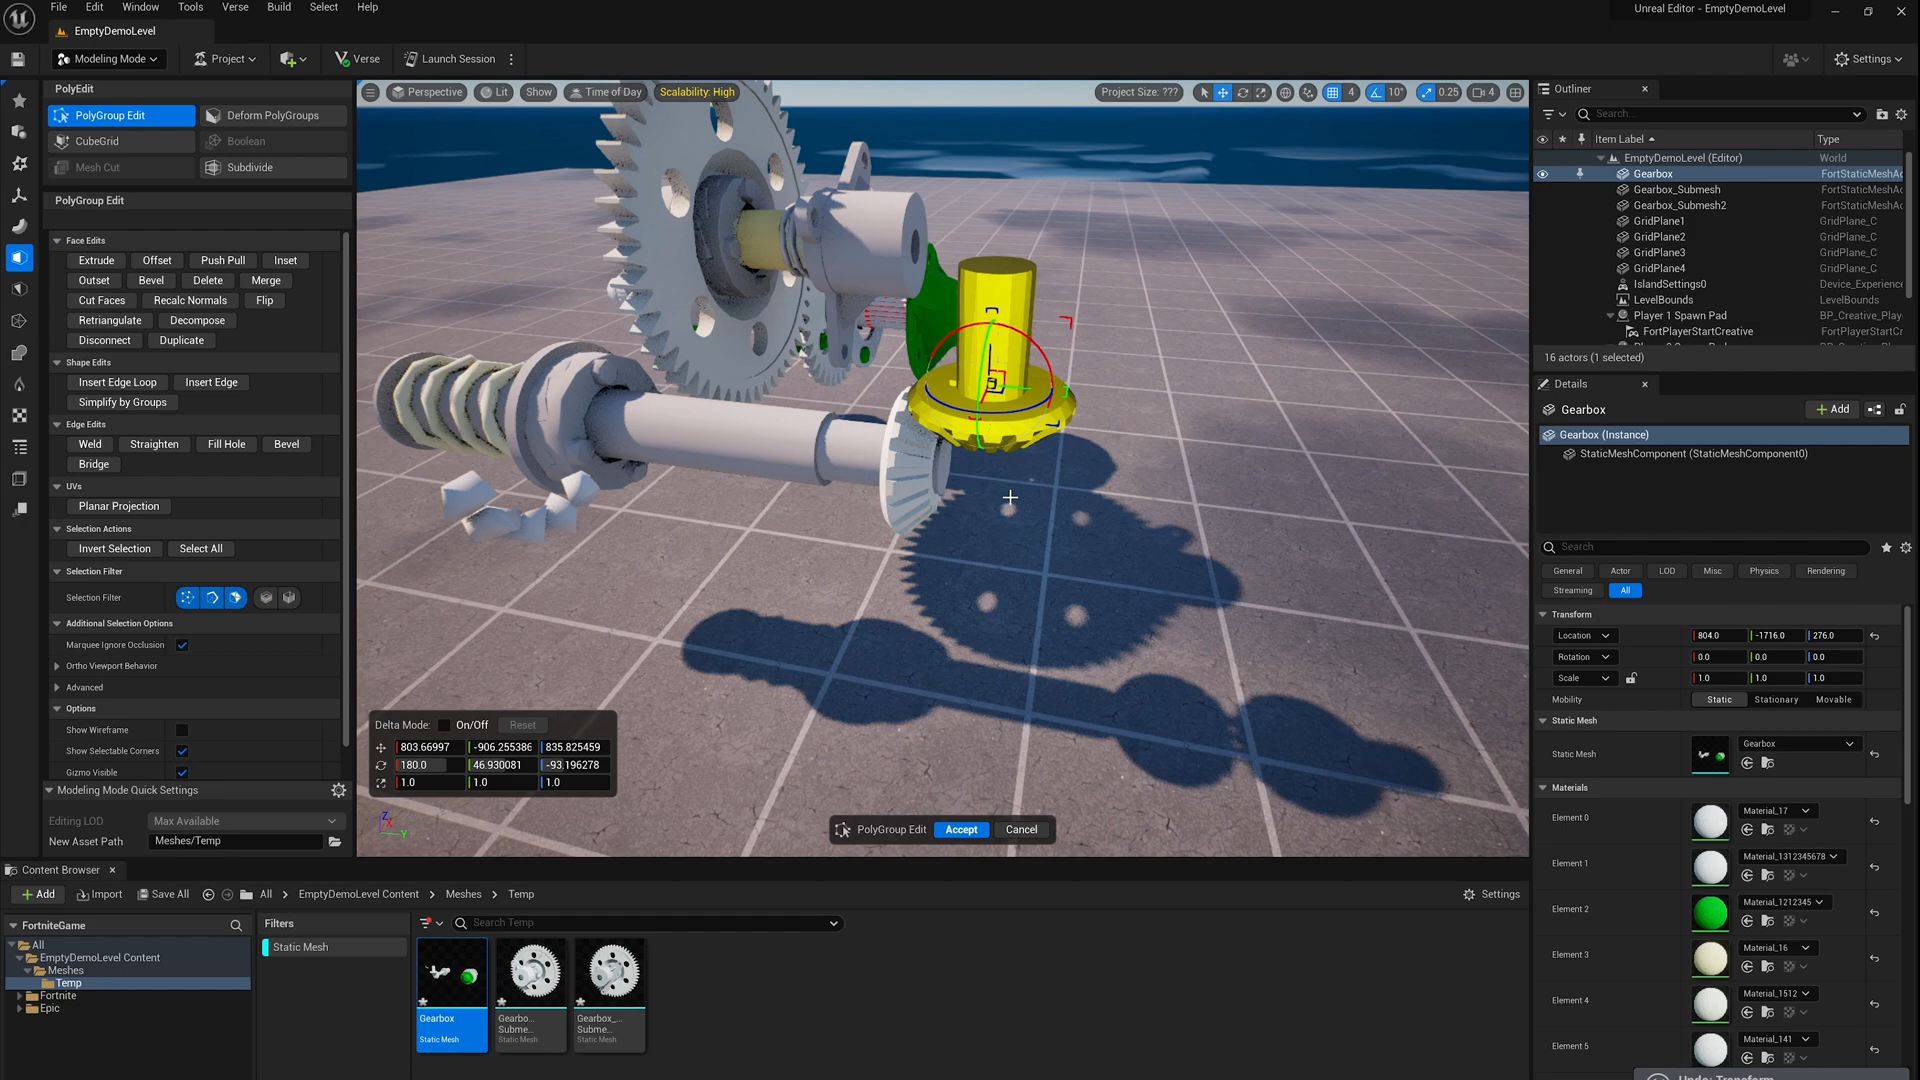 File Edit Window Tools Verse Build Select Help
Unreal Editor - EmptyDemoLevel
EmptyDemoLevel
Modeling Mode
Project
Verse
Launch Session
Settings
PolyEdit
PolyGroup Edit
Deform PolyGroups
CubeGrid
Boolean
Mesh Cut
Subdivide
PolyGroup Edit
Face Edits
Extrude Offset Push Pull Inset
Outset Bevel Delete Merge
Cut Faces Recalc Normals Flip
Retriangulate Decompose
Disconnect Duplicate
Shape Edits
Insert Edge Loop Insert Edge
Simplify by Groups
Edge Edits
Weld Straighten Fill Hole Bevel
Bridge
UVs
Planar Projection
Selection Actions
Invert Selection Select All
Selection Filter
Selection Filter
Additional Selection Options
Marquee Ignore Occlusion
Ortho Viewport Behavior
Advanced
Options
Show Wireframe
Show Selectable Corners
Gizmo Visible
Modeling Mode Quick Settings
Editing LOD Max Available
New Asset Path Meshes/Temp
Perspective Lit Show Time of Day Scalability: High
Project Size: ??? 4 10° 0.25 4
Delta Mode: On/Off Reset
803.66997 -906.255386 835.825459
180.0 46.930081 -93.196278
1.0 1.0 1.0
Z X Y
PolyGroup Edit Accept Cancel
Outliner
Search...
Item Label Type
EmptyDemoLevel (Editor) World
Gearbox FortStaticMeshAc
Gearbox_Submesh FortStaticMeshAc
Gearbox_Submesh2 FortStaticMeshAc
GridPlane1 GridPlane_C
GridPlane2 GridPlane_C
GridPlane3 GridPlane_C
GridPlane4 GridPlane_C
IslandSettings0 Device_Experience
LevelBounds LevelBounds
Player 1 Spawn Pad BP_Creative_Play
FortPlayerStartCreative FortPlayerStartCr
16 actors (1 selected)
Details
Gearbox
Add
Gearbox (Instance)
StaticMeshComponent (StaticMeshComponent0)
Search
General Actor LOD Misc Physics Rendering
Streaming All
Transform
Location 804.0 -1716.0 276.0
Rotation 0.0 0.0 0.0
Scale 1.0 1.0 1.0
Mobility Static Stationary Movable
Static Mesh
Static Mesh Gearbox
Materials
Element 0 Material_17
Element 1 Material_1312345678
Element 2 Material_1212345
Element 3 Material_16
Element 4 Material_1512
Element 5 Material_141
Content Browser
Add Import Save All All EmptyDemoLevel Content Meshes Temp
Settings
FortniteGame
All
EmptyDemoLevel Content
Meshes
Temp
Fortnite
Epic
Filters
Static Mesh
Search Temp
Gearbox
Static Mesh
Gearbo...
Subme...
Static Mesh
Gearbox_...
Subme...
Static Mesh
Undo: Transform